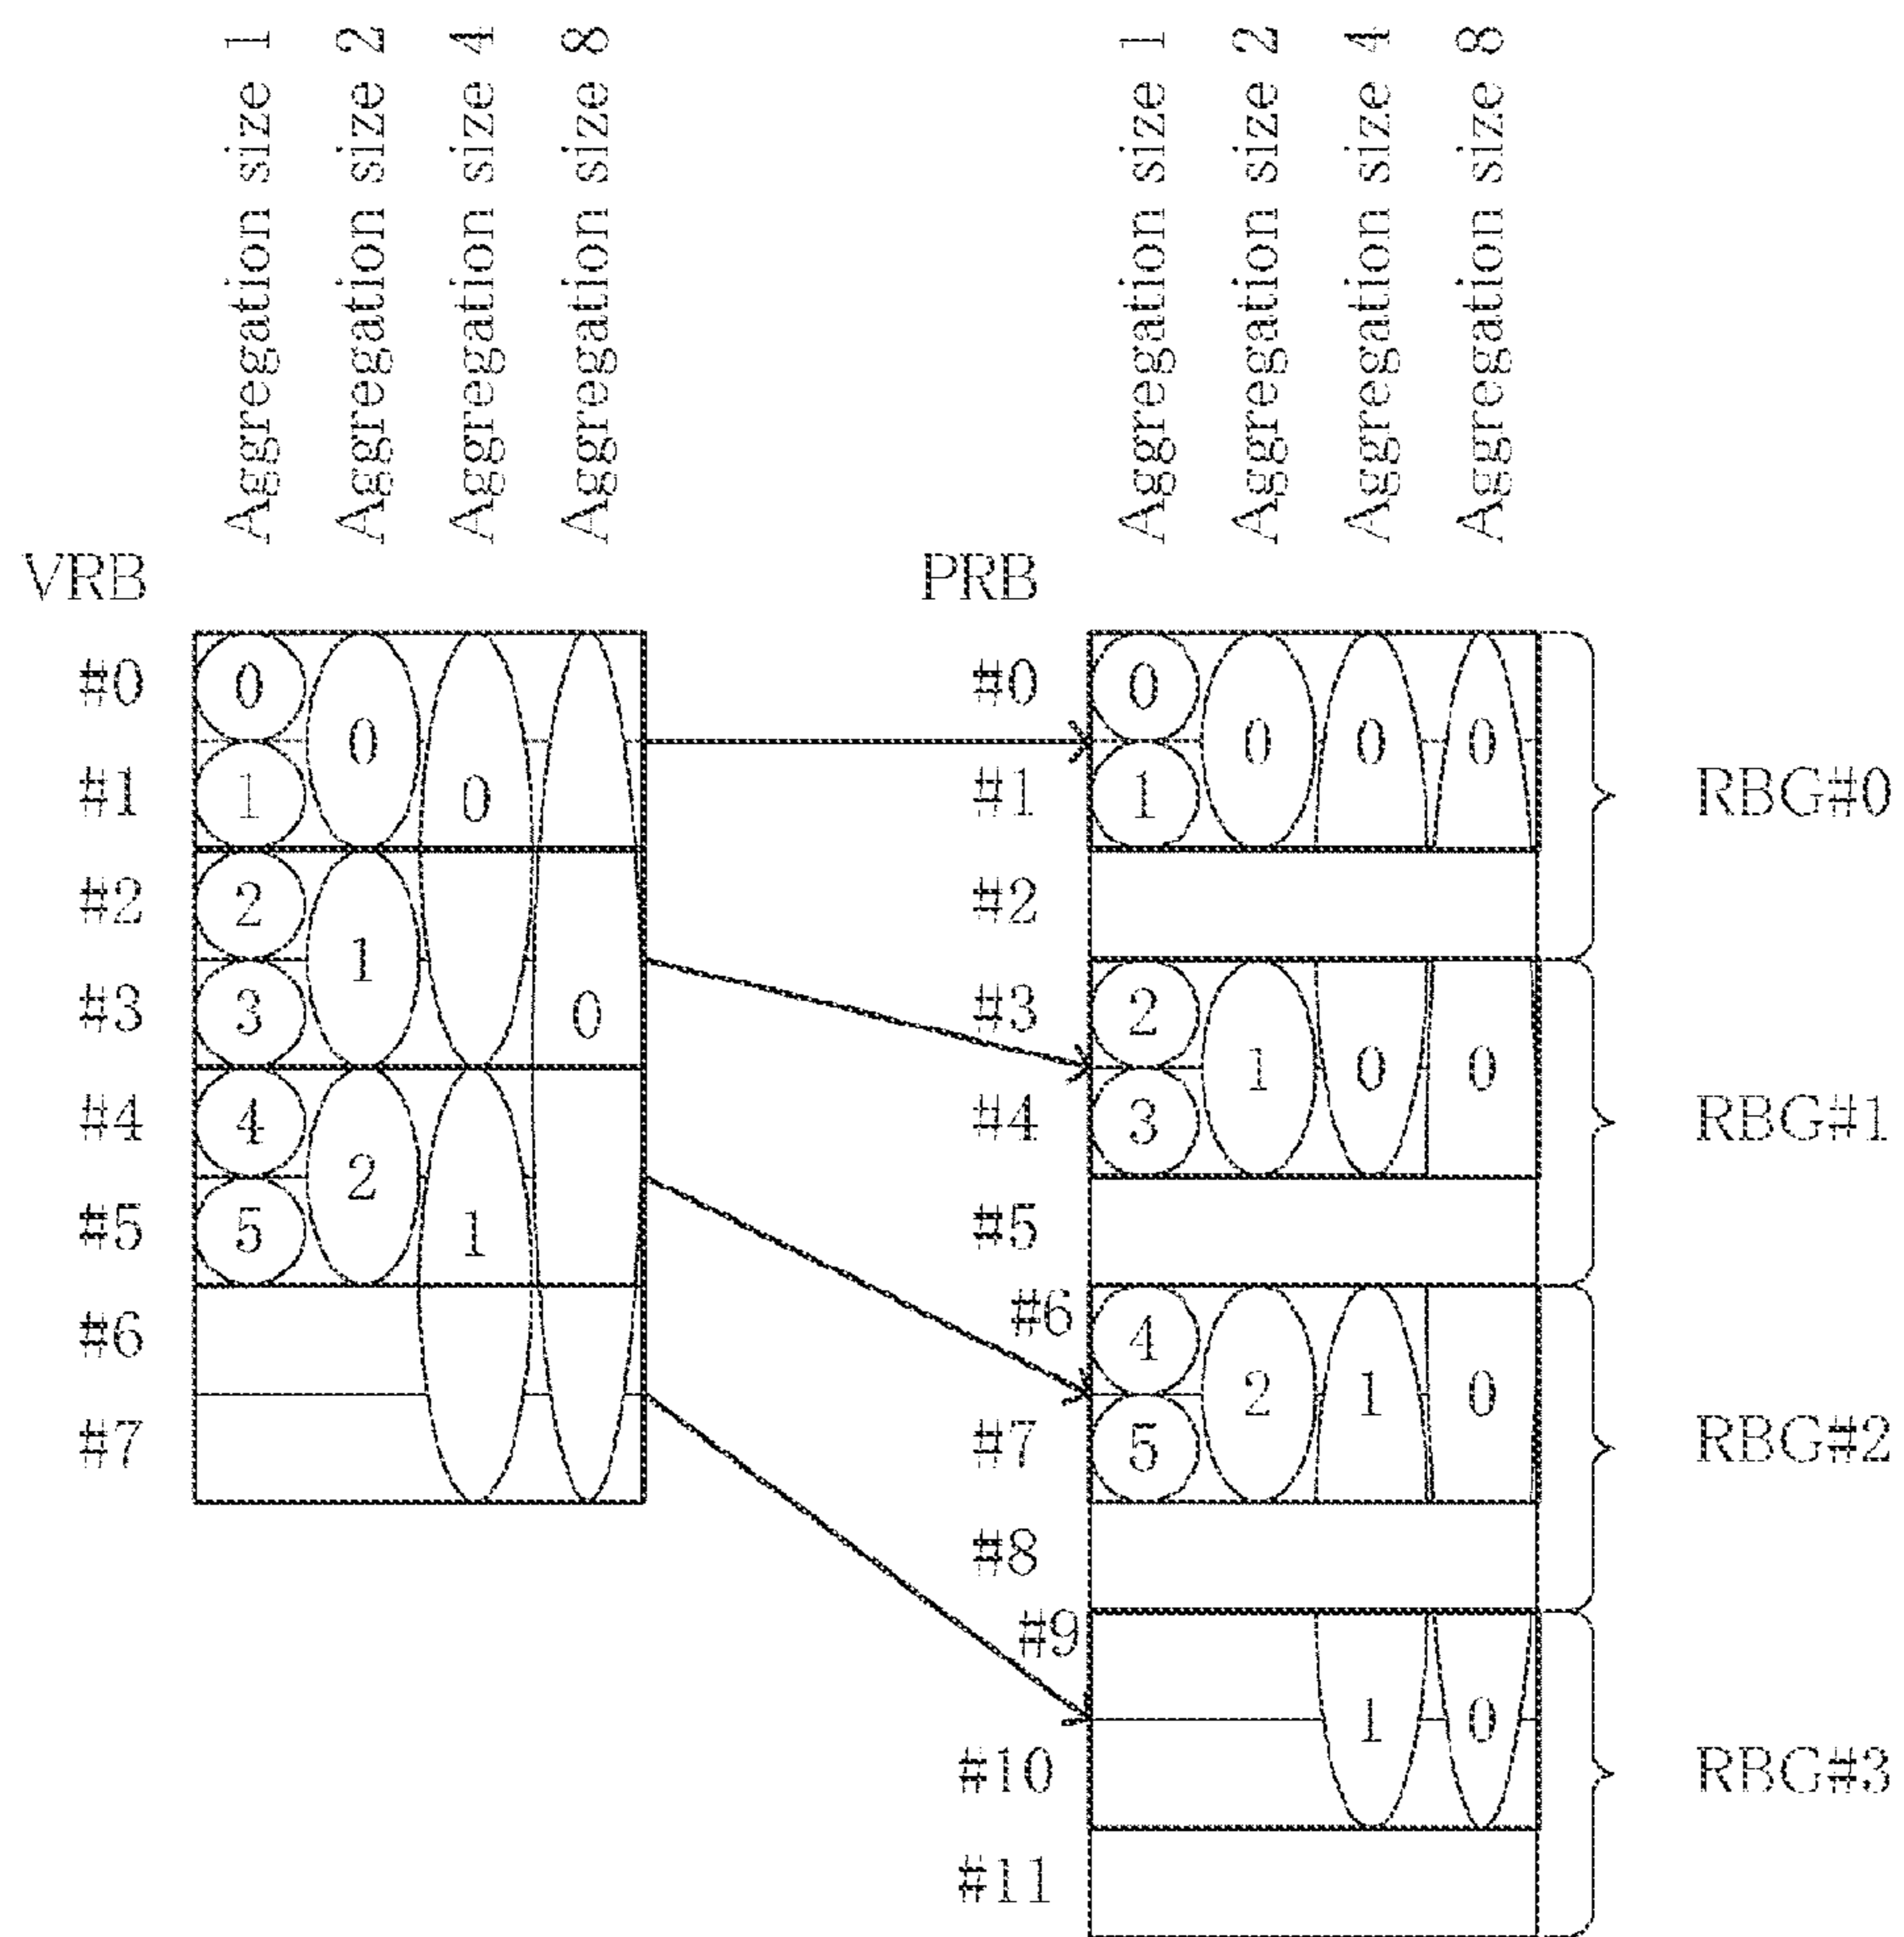 Aggregation size 1
Aggregation size 2
Aggregation size 4
Aggregation size 8
Aggregation size 1
Aggregation size 2
Aggregation size 4
Aggregation size 8
VRB
PRB
#0 0 0 #0 0 0 0 0
#1 1 0 #1 1 RBG#0
#2 2 #2
#3 3 1 0 #3 2
#4 4 #4 3 1 0 0 RBG#1
#5 5 2 1 #5
#6 #6 4
#7 #7 5 2 1 0 RBG#2
#8
#9
#10 1 0 RBG#3
#11